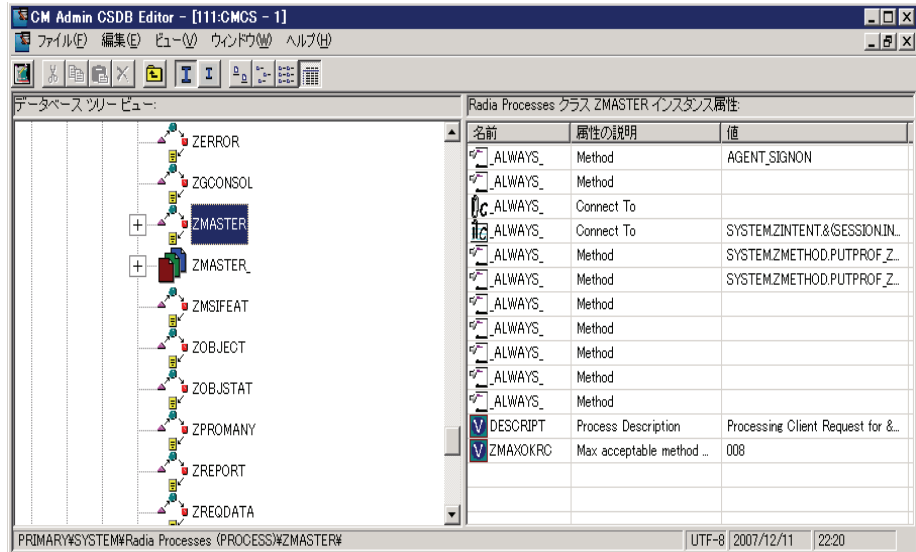 CM Admin CSDB Editor - [111:CMCS - 1]
ファイル(F) 編集(E) ビュー(V) ウィンドウ(W) ヘルプ(H)
データベース ツリー ビュー:
Radia Processes クラス ZMASTER インスタンス属性:
ZERROR
ZGCONSOL
ZMASTER
ZMASTER_
ZMSIFEAT
ZOBJECT
ZOBJSTAT
ZPROMANY
ZREPORT
ZREQDATA
名前 属性の説明 値
_ALWAYS_ Method AGENT_SIGNON
_ALWAYS_ Method
_ALWAYS_ Connect To
_ALWAYS_ Connect To SYSTEM.ZINTENT.&(SESSION.IN...
_ALWAYS_ Method SYSTEM.ZMETHOD.PUTPROF_Z...
_ALWAYS_ Method SYSTEM.ZMETHOD.PUTPROF_Z...
_ALWAYS_ Method
_ALWAYS_ Method
_ALWAYS_ Method
_ALWAYS_ Method
_ALWAYS_ Method
V DESCRIPT Process Description Processing Client Request for &...
V ZMAXOKRC Max acceptable method ... 008
PRIMARY¥SYSTEM¥Radia Processes (PROCESS)¥ZMASTER¥ UTF-8 2007/12/11 22:20